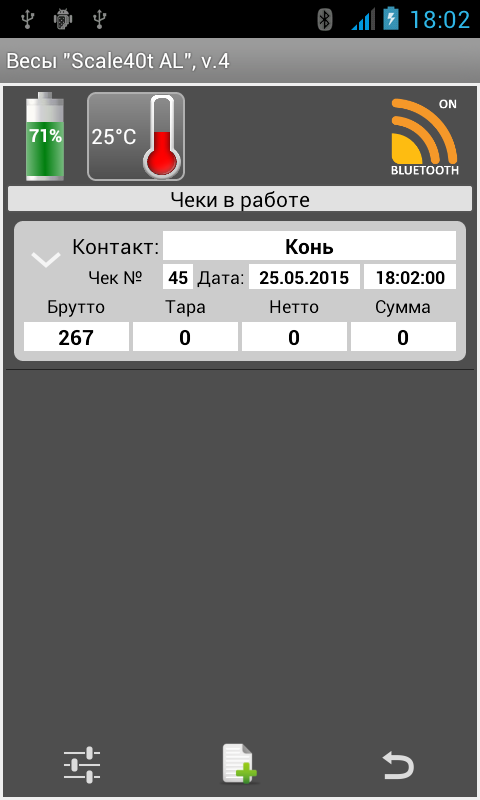 18:02
Весы "Scale40t AL", v.4
71%
25°C
ON
BLUETOOTH
Чеки в работе
Контакт: Конь
Чек № 45 Дата: 25.05.2015 18:02:00
Брутто Тара Нетто Сумма
267 0 0 0